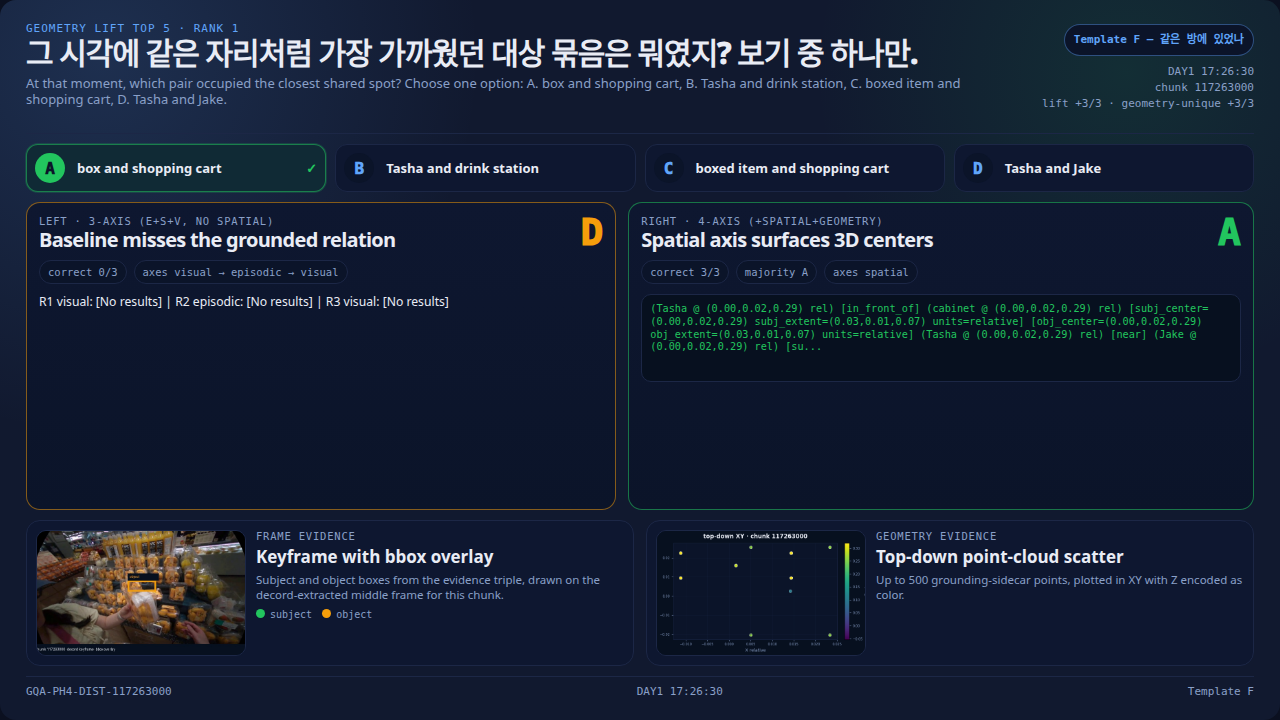 GEOMETRY LIFT TOP 5 · RANK 1
그 시각에 같은 자리처럼 가장 가까웠던 대상 묶음은 뭐였지? 보기 중 하나만.
At that moment, which pair occupied the closest shared spot? Choose one option: A. box and shopping cart, B. Tasha and drink station, C. boxed item and
shopping cart, D. Tasha and Jake.
Template F — 같은 방에 있었나
DAY1 17:26:30
chunk 117263000
lift +3/3 · geometry-unique +3/3
A box and shopping cart ✓
B Tasha and drink station
C boxed item and shopping cart
D Tasha and Jake
LEFT · 3-AXIS (E+S+V, NO SPATIAL)
Baseline misses the grounded relation
D
correct 0/3
axes visual → episodic → visual
R1 visual: [No results] | R2 episodic: [No results] | R3 visual: [No results]
RIGHT · 4-AXIS (+SPATIAL+GEOMETRY)
Spatial axis surfaces 3D centers
A
correct 3/3
majority A
axes spatial
(Tasha @ (0.00,0.02,0.29) rel) [in_front_of] (cabinet @ (0.00,0.02,0.29) rel) [subj_center=
(0.00,0.02,0.29) subj_extent=(0.03,0.01,0.07) units=relative] [obj_center=(0.00,0.02,0.29)
obj_extent=(0.03,0.01,0.07) units=relative] (Tasha @ (0.00,0.02,0.29) rel) [near] (Jake @
(0.00,0.02,0.29) rel) [su...
FRAME EVIDENCE
Keyframe with bbox overlay
Subject and object boxes from the evidence triple, drawn on the
decord-extracted middle frame for this chunk.
subject
object
top-down XY · chunk 117263000
X relative
GEOMETRY EVIDENCE
Top-down point-cloud scatter
Up to 500 grounding-sidecar points, plotted in XY with Z encoded as
color.
GQA-PH4-DIST-117263000
DAY1 17:26:30
Template F